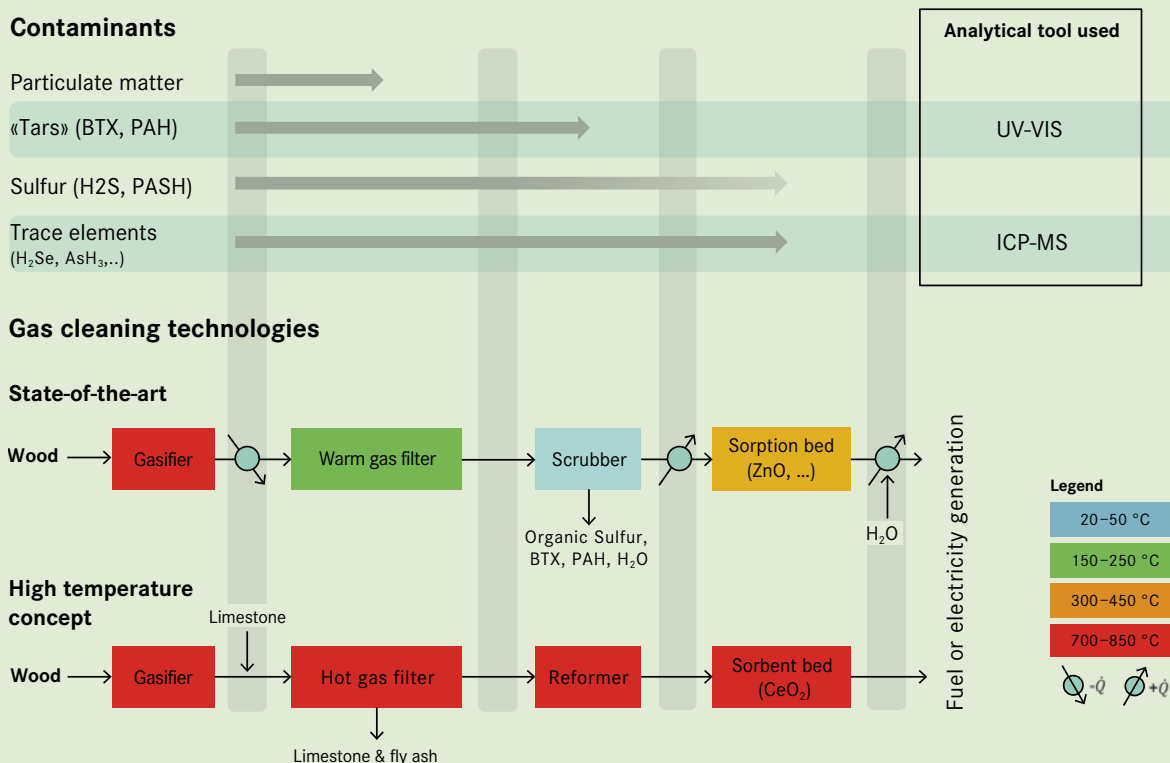 Contaminants
Analytical tool used
Particulate matter
«Tars» (BTX, PAH)
UV-VIS
Sulfur (H2S, PASH)
Trace elements
(H₂Se, AsH₃,..)
ICP-MS
Gas cleaning technologies
State-of-the-art
Wood
Gasifier
Warm gas filter
Scrubber
Sorption bed
(ZnO, ...)
Organic Sulfur,
BTX, PAH, H₂O
H₂O
Fuel or electricity generation
High temperature
concept
Limestone
Wood
Gasifier
Hot gas filter
Reformer
Sorbent bed
(CeO₂)
Limestone & fly ash
Legend
20–50 °C
150–250 °C
300–450 °C
700–850 °C
-Q̇
+Q̇